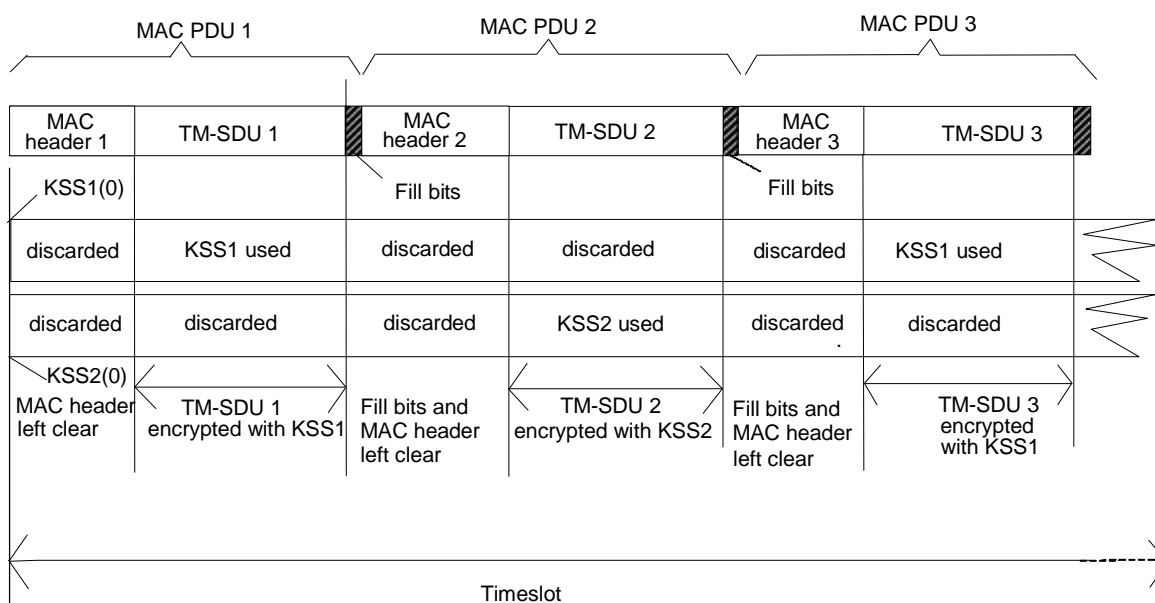 MAC PDU 1
MAC PDU 2
MAC PDU 3
MAC
header 1
TM-SDU 1
MAC
header 2
TM-SDU 2
MAC
header 3
TM-SDU 3
KSS1(0)
Fill bits
Fill bits
discarded
KSS1 used
discarded
discarded
discarded
KSS1 used
discarded
discarded
discarded
KSS2 used
discarded
discarded
KSS2(0)
MAC header
left clear
TM-SDU 1
encrypted with KSS1
Fill bits and
MAC header
left clear
TM-SDU 2
encrypted with KSS2
Fill bits and
MAC header
left clear
TM-SDU 3
encrypted
with KSS1
Timeslot